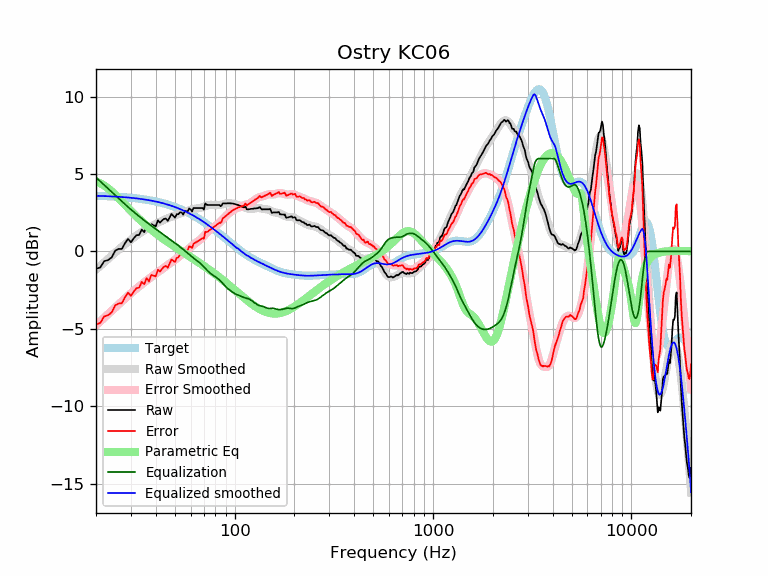 Ostry KC06
Amplitude (dBr)
10
5
0
−5
−10
−15
Target
Raw Smoothed
Error Smoothed
Raw
Error
Parametric Eq
Equalization
Equalized smoothed
100
1000
10000
Frequency (Hz)